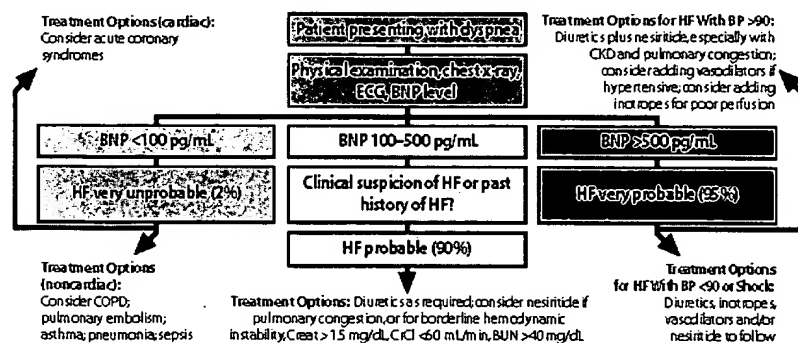 Treatment Options (cardiac):
Consider acute coronary
syndromes
Patient presenting with dyspnea
Physical examination, chest x-ray,
ECG, BNP level
Treatment Options for HF With BP >90:
Diuretics plus nesiritide, especially with
CKD and pulmonary congestion;
consider adding vasodilators if
hypertensive; consider adding
inotropes for poor perfusion
BNP <100 pg/mL
BNP 100–500 pg/mL
BNP >500 pg/mL
HF very unprobable (2%)
Clinical suspicion of HF or past
history of HF?
HF very probable (95%)
HF probable (90%)
Treatment Options
(noncardiac):
Consider COPD;
pulmonary embolism;
asthma; pneumonia; sepsis
Treatment Options: Diuretics as required; consider nesiritide if
pulmonary congestion, or for borderline hemodynamic
instability, Creat > 1.5 mg/dL, CrCl <60 mL/min, BUN >40 mg/dL
Treatment Options
for HF With BP <90 or Shock:
Diuretics, inotropes,
vasodilators and/or
nesiritide to follow